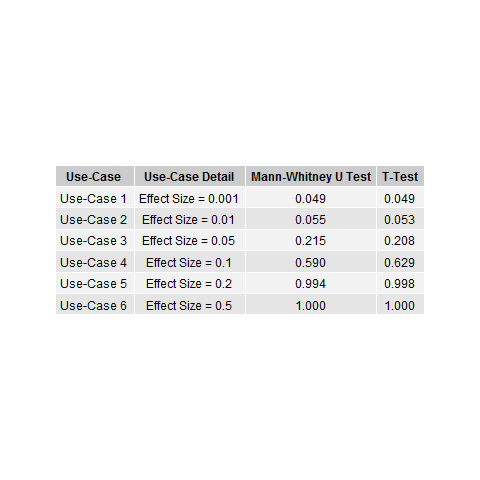 Use-Case Use-Case Detail Mann-Whitney U Test T-Test
Use-Case 1 Effect Size = 0.001 0.049 0.049
Use-Case 2 Effect Size = 0.01 0.055 0.053
Use-Case 3 Effect Size = 0.05 0.215 0.208
Use-Case 4 Effect Size = 0.1 0.590 0.629
Use-Case 5 Effect Size = 0.2 0.994 0.998
Use-Case 6 Effect Size = 0.5 1.000 1.000